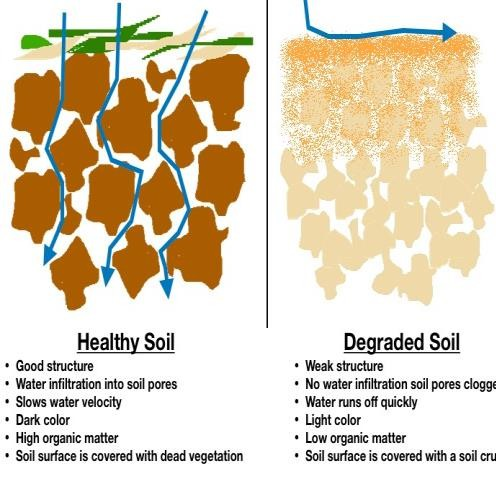 Healthy Soil
• Good structure
• Water infiltration into soil pores
• Slows water velocity
• Dark color
• High organic matter
• Soil surface is covered with dead vegetation
Degraded Soil
• Weak structure
• No water infiltration soil pores clogge
• Water runs off quickly
• Light color
• Low organic matter
• Soil surface is covered with a soil cru